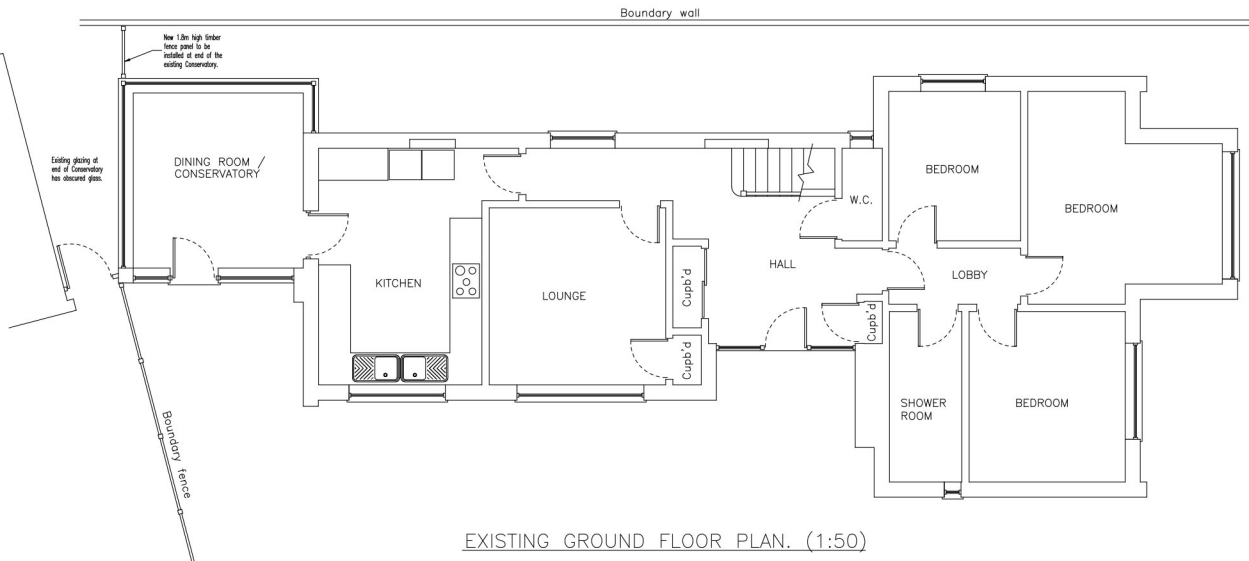 Boundary wall
New 1.8m high timber
fence panel to be
installed at end of the
existing Conservatory.
Existing glazing at
end of Conservatory
has obscured glass.
DINING ROOM /
CONSERVATORY
KITCHEN
LOUNGE
Cupb'd
Cupb'd
HALL
W.C.
Cupb'd
BEDROOM
BEDROOM
LOBBY
SHOWER
ROOM
BEDROOM
Boundary fence
EXISTING GROUND FLOOR PLAN. (1:50)